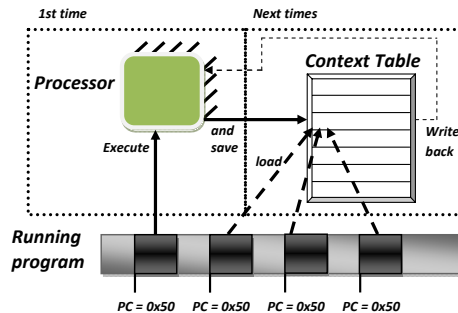 1st time
Next times
Processor
Context Table
Execute
and
save
load
Write
back
Running
program
PC = 0x50
PC = 0x50
PC = 0x50
PC = 0x50